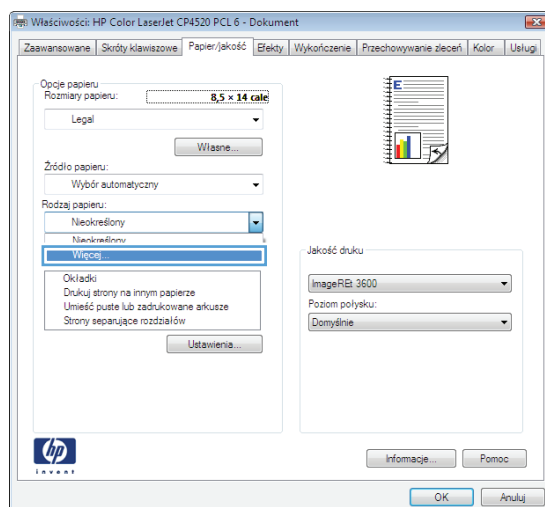 Właściwości: HP Color LaserJet CP4520 PCL 6 - Dokument
Zaawansowane Skróty klawiszowe Papier/jakość Efekty Wykończenie Przechowywanie zleceń Kolor Usługi
Opcje papieru
Rozmiary papieru: 8,5 × 14 cale
Legal
Własne...
Źródło papieru:
Wybór automatyczny
Rodzaj papieru:
Nieokreślony
Nieokreślony
Więcej...
Okładki
Drukuj strony na innym papierze
Umieść puste lub zadrukowane arkusze
Strony separujące rozdziałów
Ustawienia...
E
Jakość druku
ImageREt 3600
Poziom połysku:
Domyślnie
hp
invent
Informacje... Pomoc
OK Anuluj